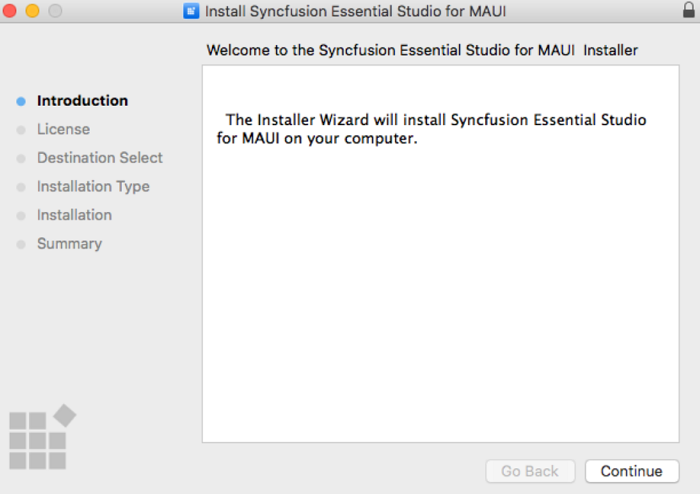 Install Syncfusion Essential Studio for MAUI
Welcome to the Syncfusion Essential Studio for MAUI Installer
Introduction
License
Destination Select
Installation Type
Installation
Summary
The Installer Wizard will install Syncfusion Essential Studio
for MAUI on your computer.
Go Back
Continue